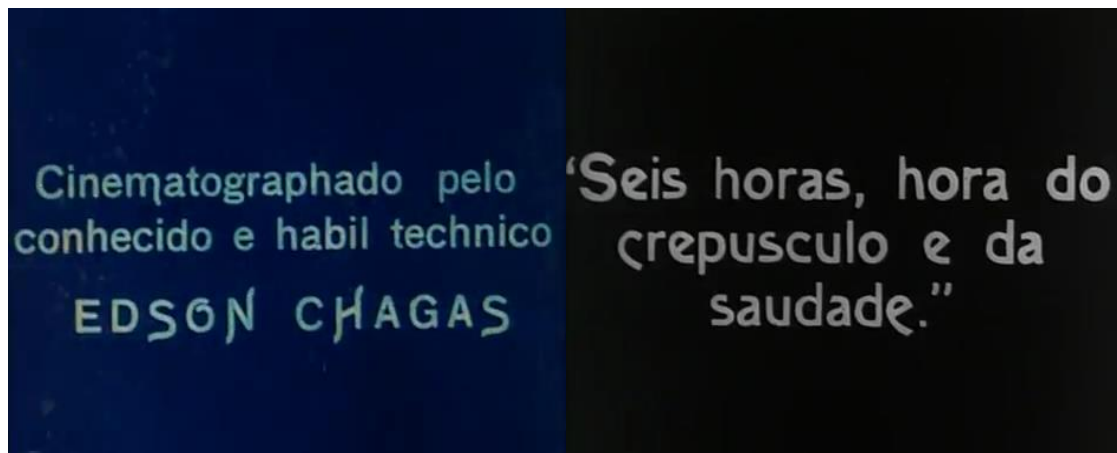 Cinematographado pelo
conhecido e habil technico
EDSON CHAGAS
“Seis horas, hora do
crepusculo e da
saudade.”